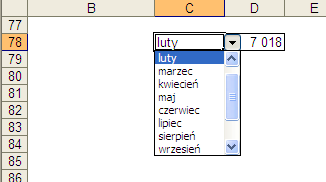 B C D E
77
78 luty 7 018
79 luty
80 marzec
kwiecień
81 maj
82 czerwiec
83 lipiec
84 sierpień
85 wrzesień